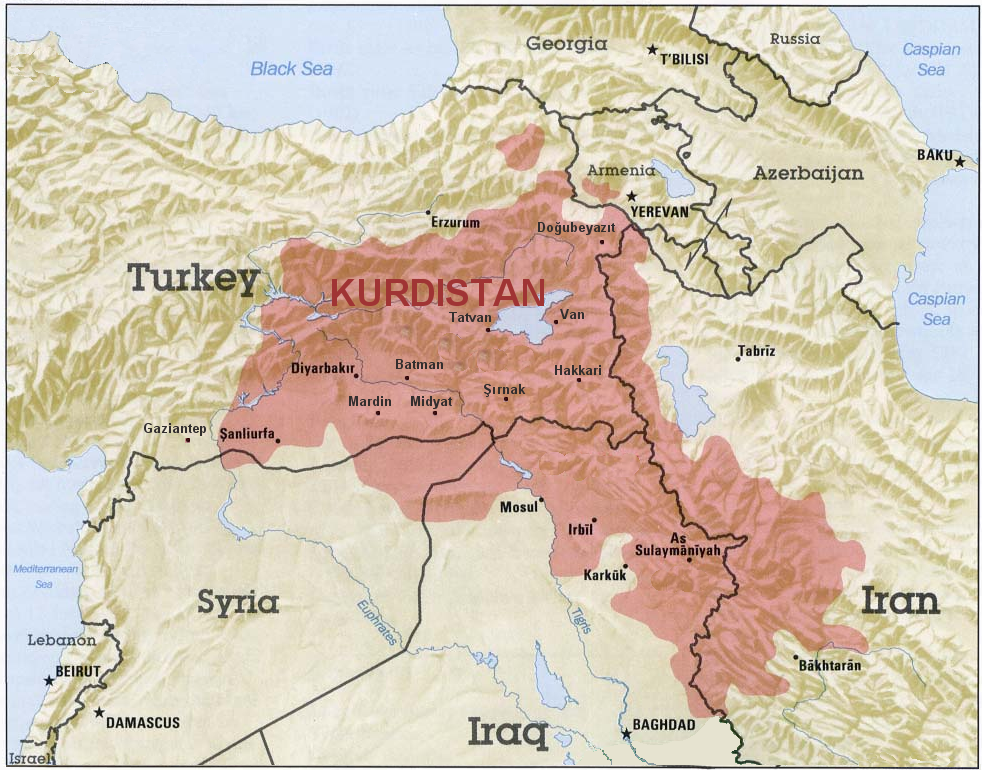 Georgia
Russia
Caspian
Sea
Black Sea
T'BILISI
BAKU
Armenia
Azerbaijan
YEREVAN
Erzurum
Doğubeyazıt
Turkey
KURDISTAN
Caspian
Sea
Tatvan
Van
Tabrīz
Diyarbakır
Batman
Hakkari
Şırnak
Mardin
Midyat
Gaziantep
Şanliurfa
Mosul
Irbīl
As
Sulaymānīyah
Karkūk
Mediterranean
Sea
Syria
Euphrates
Tigris
Iran
Lebanon
BEIRUT
Bākhtarān
DAMASCUS
Iraq
BAGHDAD
Israel